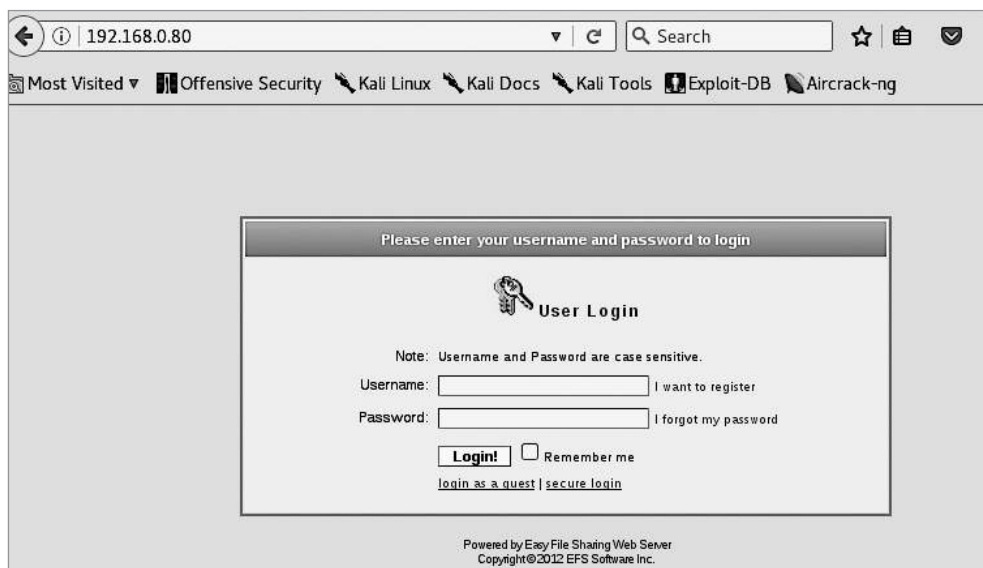 192.168.0.80 Search
Most Visited Offensive Security Kali Linux Kali Docs Kali Tools Exploit-DB Aircrack-ng
Please enter your username and password to login
User Login
Note: Username and Password are case sensitive.
Username: I want to register
Password: I forgot my password
Login! Remember me
login as a guest | secure login
Powered by Easy File Sharing Web Server
Copyright©2012 EFS Software Inc.